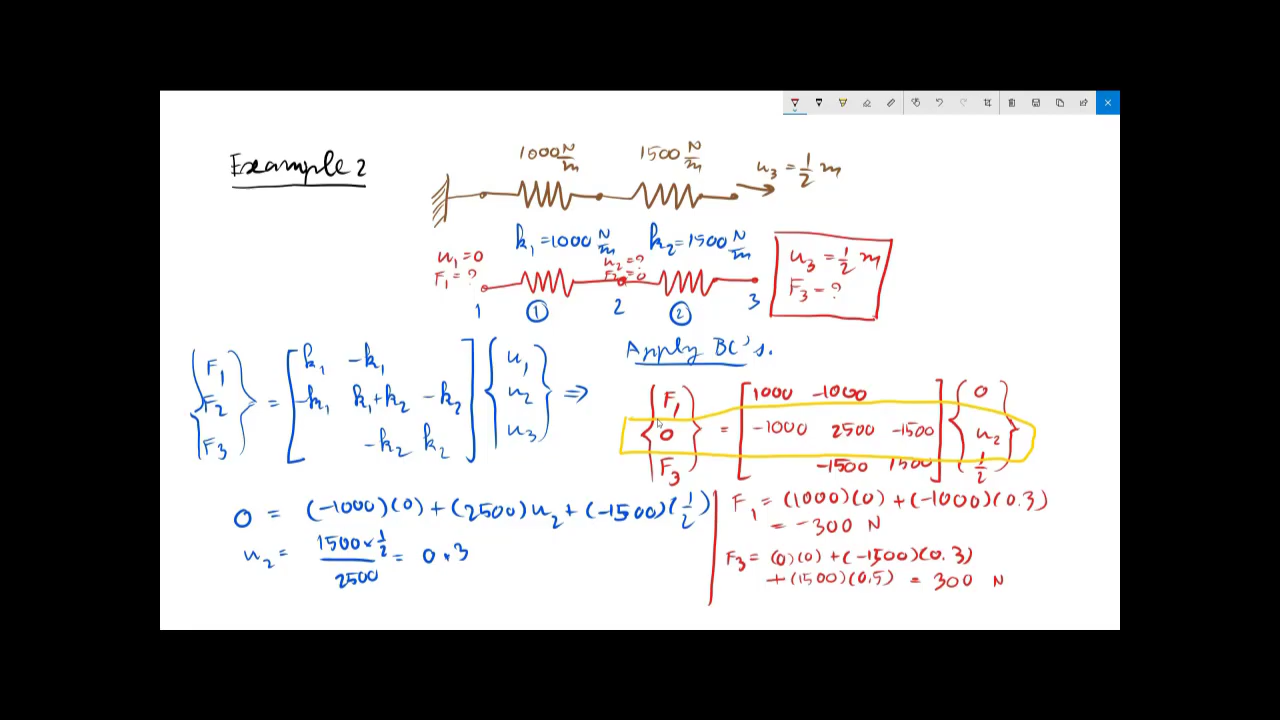 Example 2
1000 N/m 1500 N/m
u₃ = 1/2 m
k₁ = 1000 N/m k₂ = 1500 N/m
u₁ = 0 u₂ = ? u₃ = 1/2 m
F₁ = ? F₂ = 0 F₃ - ?
1 ① 2 ② 3
Apply BC's.
{F₁ F₂ F₃} = [k₁ -k₁
-k₁ k₁+k₂ -k₂
-k₂ k₂] {u₁ u₂ u₃} ⇒
{F₁ 0 F₃} = [1000 -1000
-1000 2500 -1500
-1500 1500] {0 u₂ 1/2}
0 = (-1000)(0) + (2500)u₂ + (-1500)(1/2)
u₂ = 1500 × 1/2 / 2500 = 0.3
F₁ = (1000)(0) + (-1000)(0.3)
= -300 N
F₃ = (0)(0) + (-1500)(0.3)
+ (1500)(0.5) = 300 N